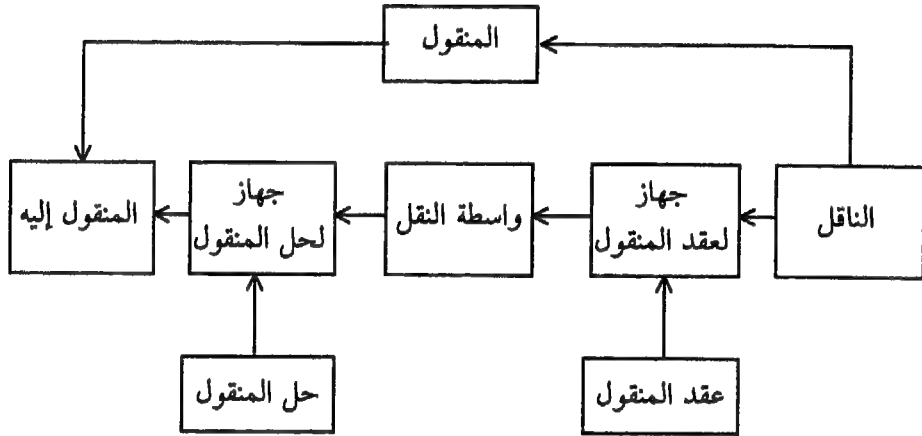 المنقول
الناقل
جهاز
لعقد المنقول
واسطة النقل
جهاز
لحل المنقول
المنقول إليه
عقد المنقول
حل المنقول